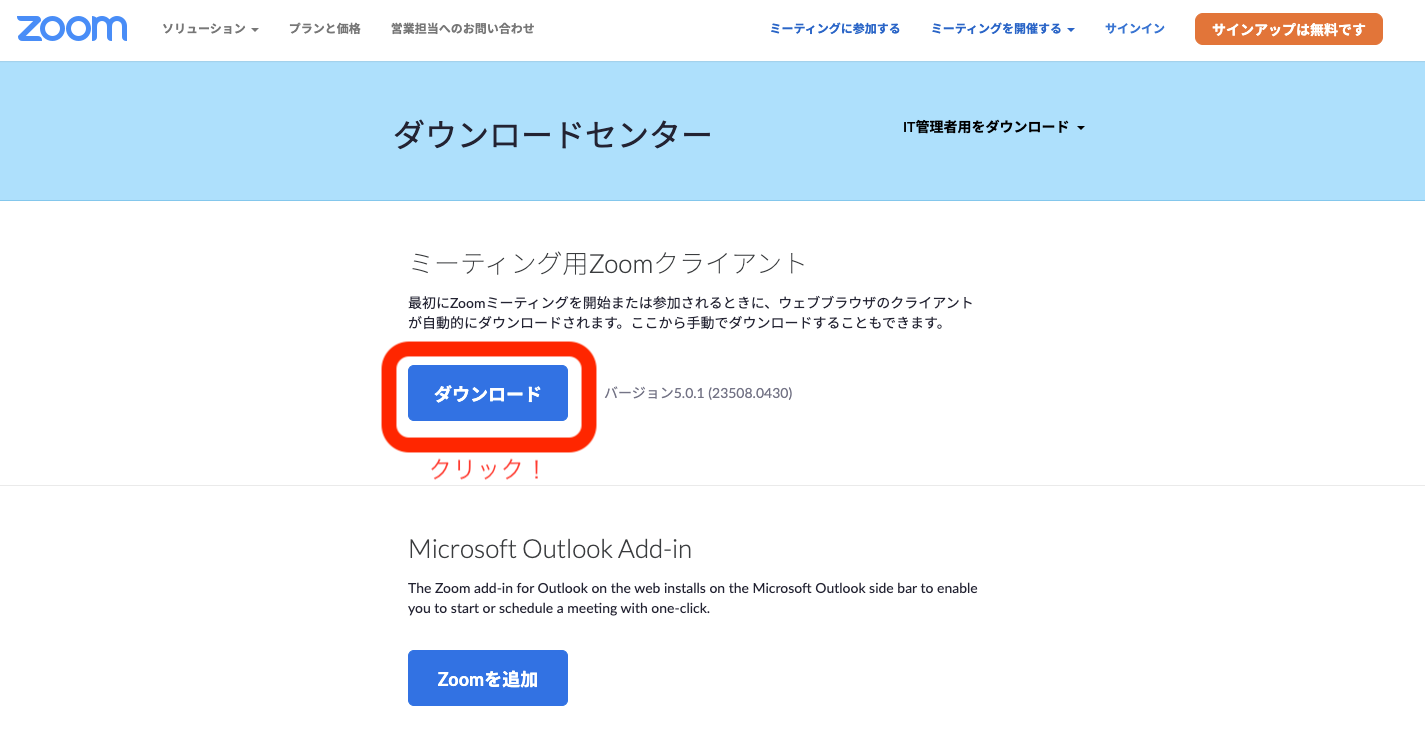 zoom ソリューション プランと価格 営業担当へのお問い合わせ ミーティングに参加する ミーティングを開催する サインイン サインアップは無料です
ダウンロードセンター IT管理者用をダウンロード
ミーティング用Zoomクライアント
最初にZoomミーティングを開始または参加されるときに、ウェブブラウザのクライアント
が自動的にダウンロードされます。ここから手動でダウンロードすることもできます。
ダウンロード バージョン5.0.1 (23508.0430)
クリック！
Microsoft Outlook Add-in
The Zoom add-in for Outlook on the web installs on the Microsoft Outlook side bar to enable
you to start or schedule a meeting with one-click.
Zoomを追加